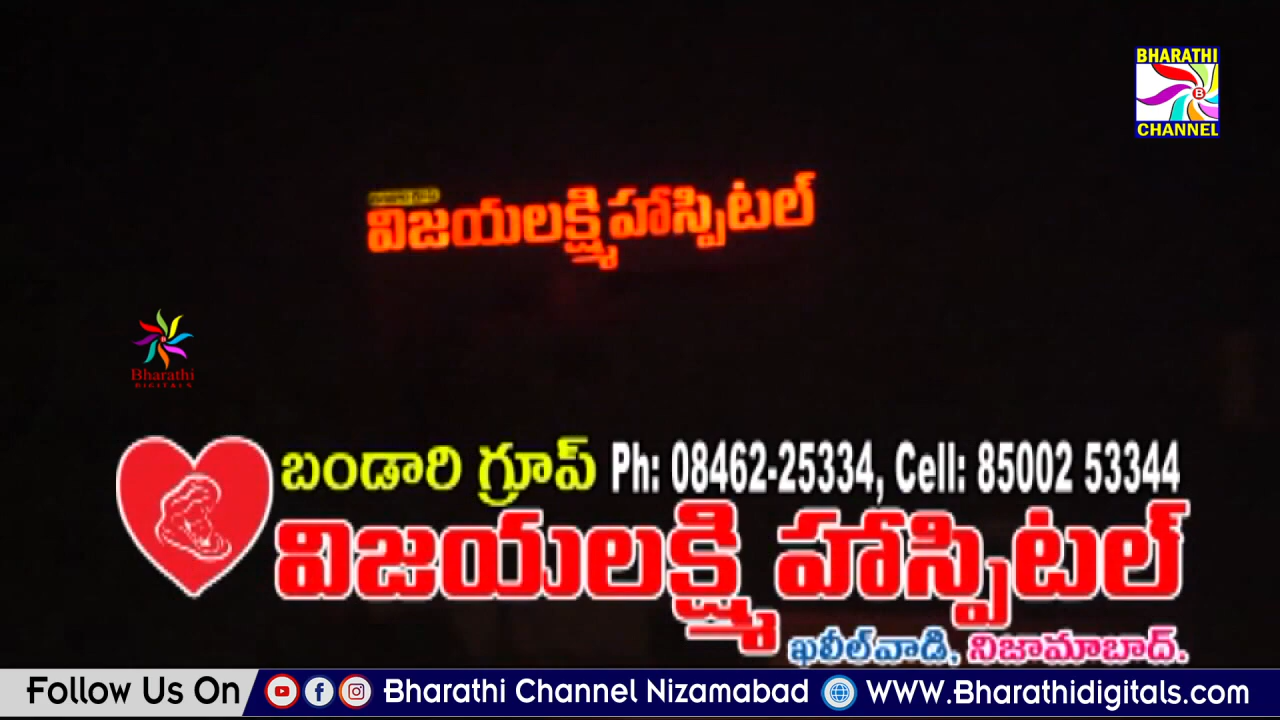 BHARATHI
B
CHANNEL
విజయలక్ష్మి హాస్పిటల్
Bharathi
DIGITALS
బండారి గ్రూప్ Ph: 08462-25334, Cell: 85002 53344
విజయలక్ష్మి హాస్పిటల్
ఖలీల్‌వాడి, నిజామాబాద్.
Follow Us On Bharathi Channel Nizamabad WWW.Bharathidigitals.com